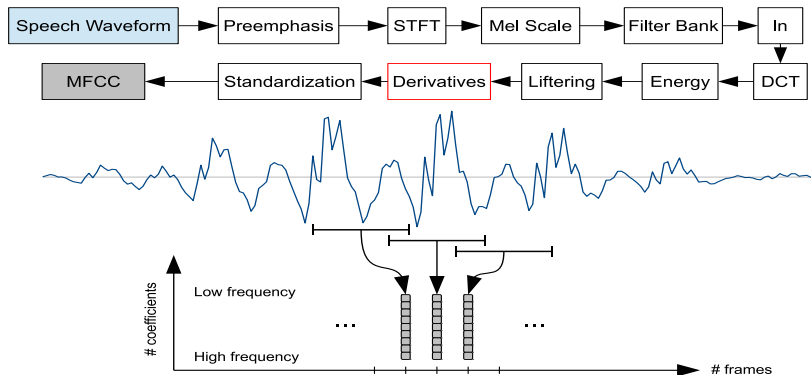 Speech Waveform
Preemphasis
STFT
Mel Scale
Filter Bank
In
MFCC
Standardization
Derivatives
Liftering
Energy
DCT
Low frequency
# coefficients
...
...
High frequency
# frames